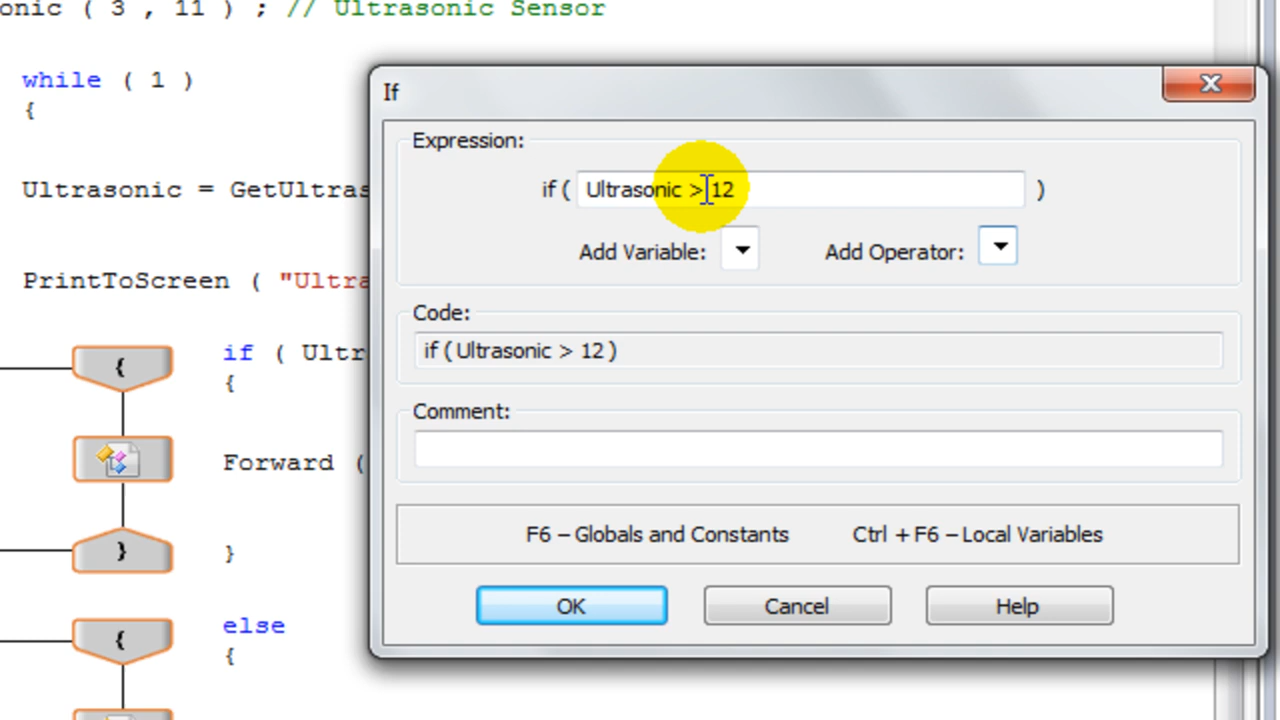 onic ( 3 , 11 ) ; // Ultrasonic Sensor
while ( 1 )
{
Ultrasonic = GetUltras
PrintToScreen ( "Ultra
if ( Ultr
{
Forward (
}
else
{
{
}
{
If
Expression:
if ( Ultrasonic > 12 )
Add Variable: Add Operator:
Code:
if ( Ultrasonic > 12 )
Comment:
F6 – Globals and Constants Ctrl + F6 – Local Variables
OK Cancel Help